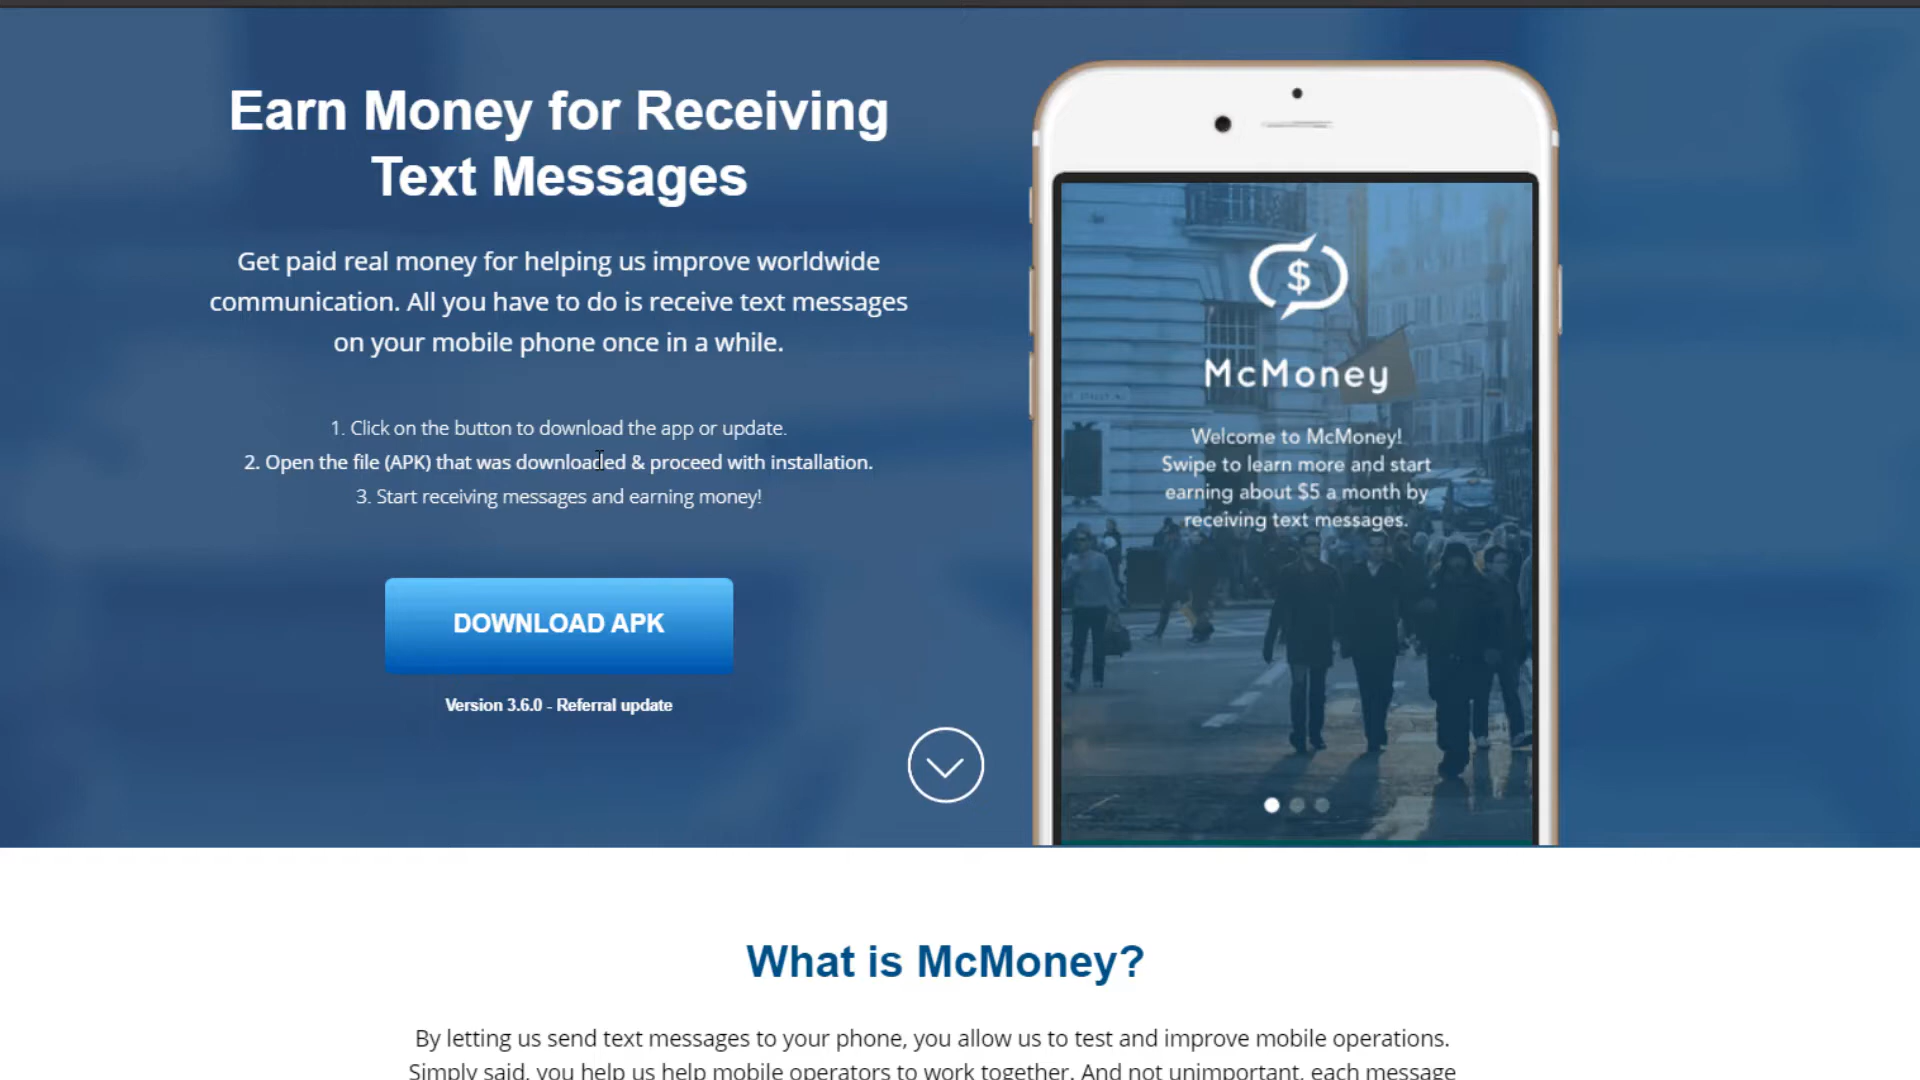 Earn Money for Receiving
Text Messages
Get paid real money for helping us improve worldwide
communication. All you have to do is receive text messages
on your mobile phone once in a while.
1. Click on the button to download the app or update.
2. Open the file (APK) that was downloaded & proceed with installation.
3. Start receiving messages and earning money!
DOWNLOAD APK
Version 3.6.0 - Referral update
$
McMoney
Welcome to McMoney!
Swipe to learn more and start
earning about $5 a month by
receiving text messages.
What is McMoney?
By letting us send text messages to your phone, you allow us to test and improve mobile operations.
Simply said, you help us help mobile operators to work together. And not unimportant, each message